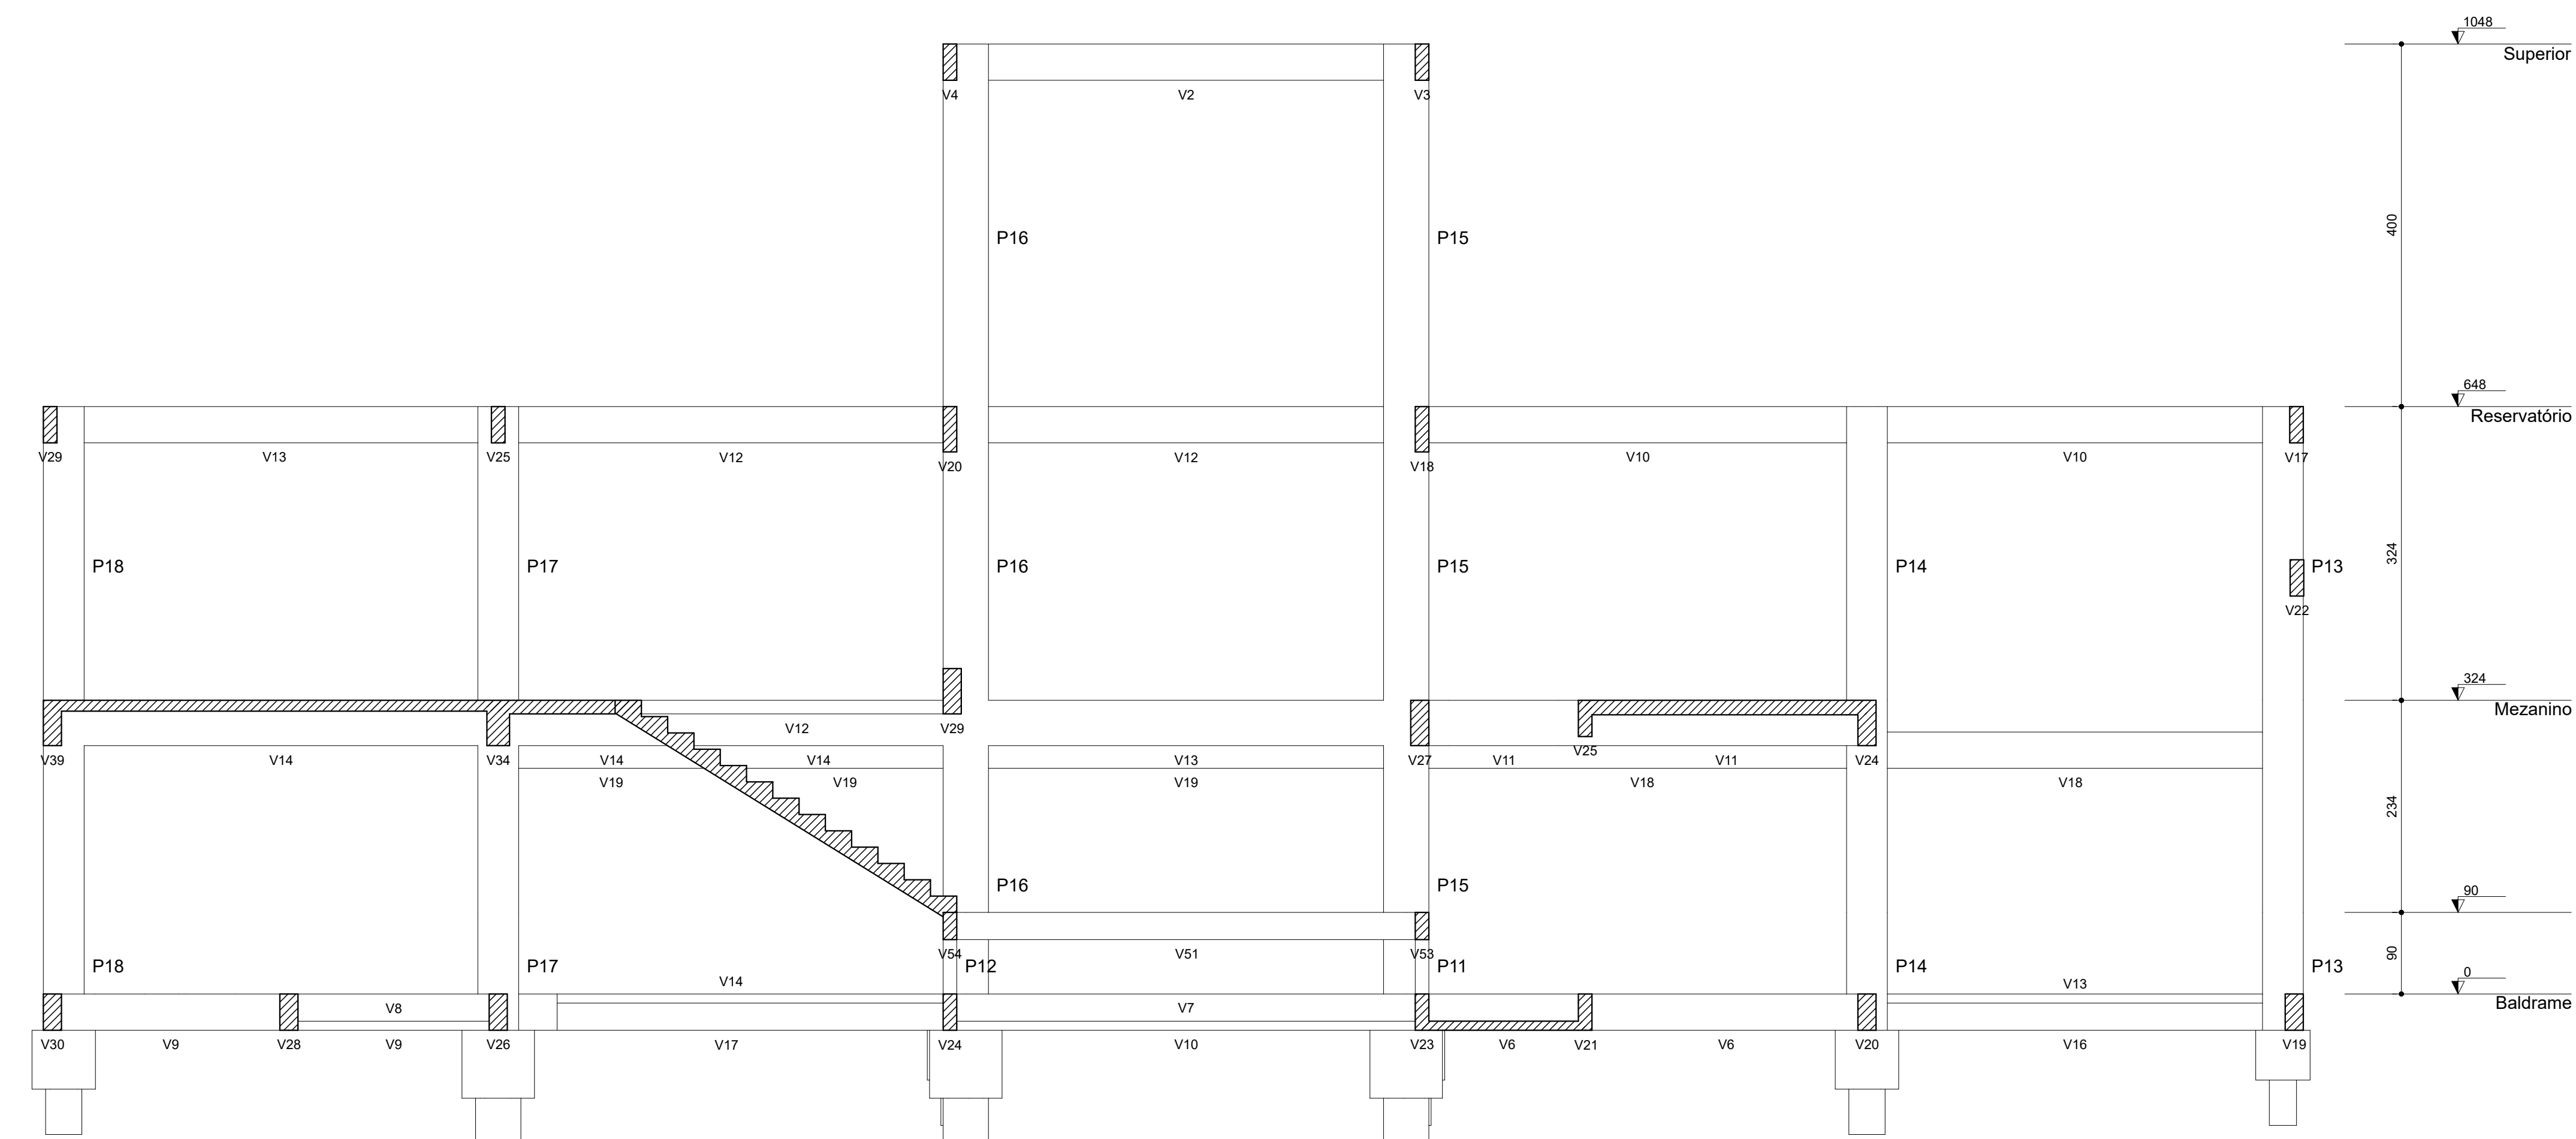 1048
Superior
V4
V2
V3
400
P16
P15
648
Reservatório
V29
V13
V25
V12
V20
V12
V18
V10
V10
V17
324
P18
P17
P16
P15
P14
P13
V22
324
Mezanino
V12
V29
V25
V39
V14
V34
V14
V14
V13
V27
V11
V11
V24
V19
V19
V19
V18
V18
234
P16
P15
90
V54
V51
V53
90
P18
P17
P12
P11
P14
P13
0
V14
V13
Baldrame
V8
V7
V30
V9
V28
V9
V26
V17
V24
V10
V23
V6
V21
V6
V20
V16
V19